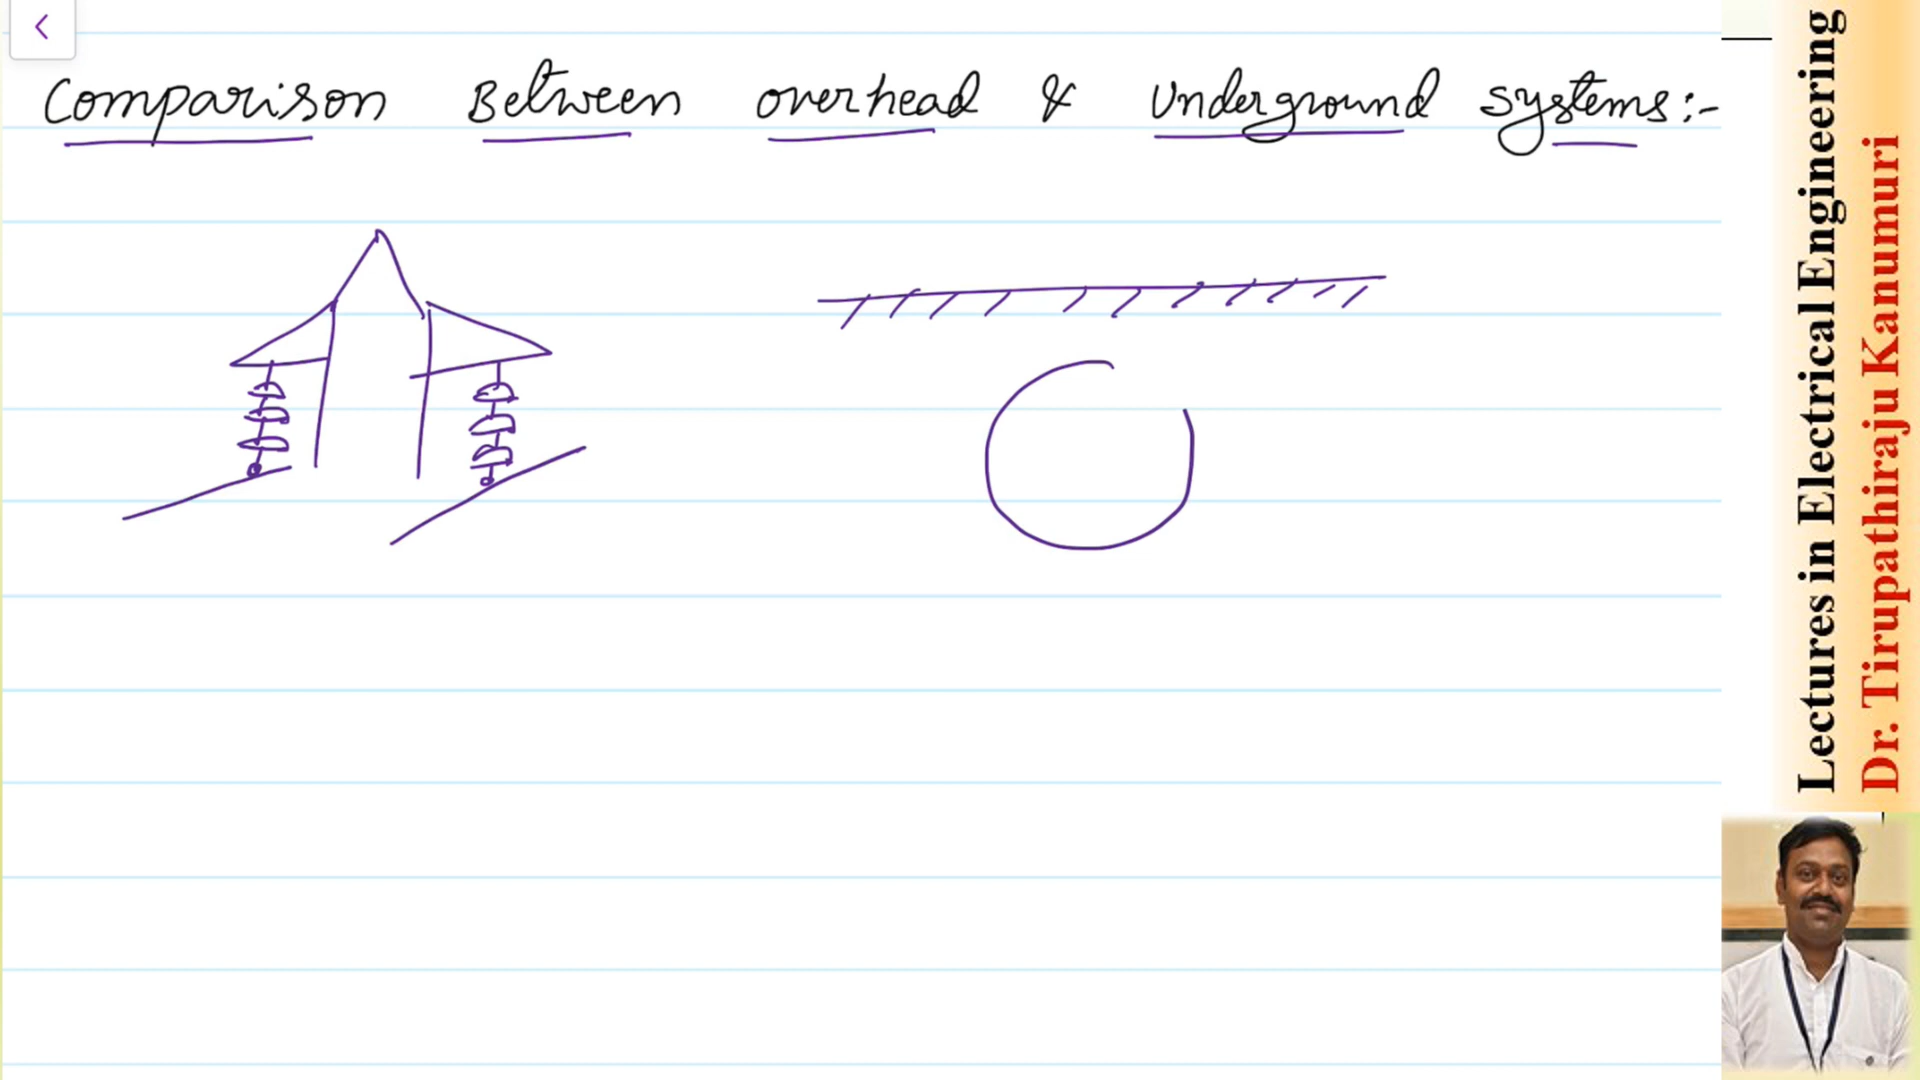 Comparison Between overhead & Underground systems:-
Lectures in Electrical Engineering
Dr. Tirupathiraju Kanumuri